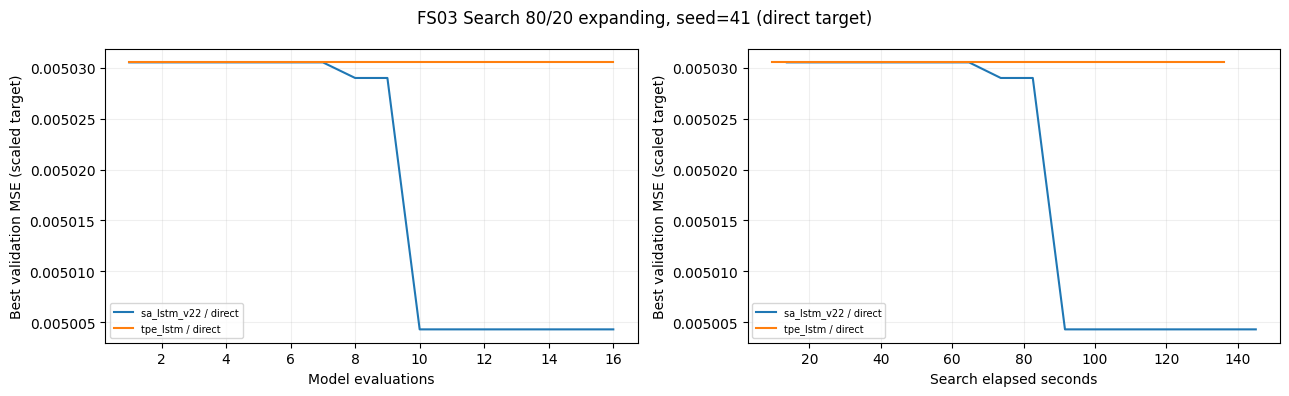 FS03 Search 80/20 expanding, seed=41 (direct target)
Best validation MSE (scaled target)
0.005030
0.005025
0.005020
0.005015
0.005010
0.005005
sa_lstm_v22 / direct
tpe_lstm / direct
2 4 6 8 10 12 14 16
Model evaluations
Best validation MSE (scaled target)
0.005030
0.005025
0.005020
0.005015
0.005010
0.005005
sa_lstm_v22 / direct
tpe_lstm / direct
20 40 60 80 100 120 140
Search elapsed seconds